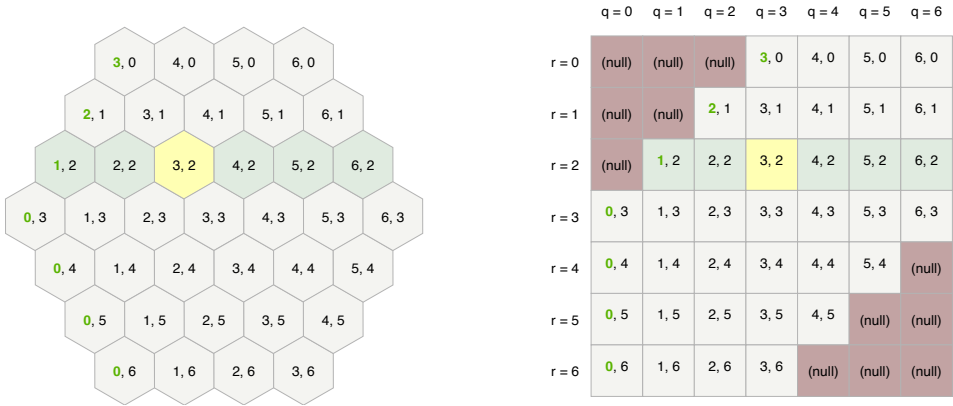 3, 0 4, 0 5, 0 6, 0
2, 1 3, 1 4, 1 5, 1 6, 1
1, 2 2, 2 3, 2 4, 2 5, 2 6, 2
0, 3 1, 3 2, 3 3, 3 4, 3 5, 3 6, 3
0, 4 1, 4 2, 4 3, 4 4, 4 5, 4
0, 5 1, 5 2, 5 3, 5 4, 5
0, 6 1, 6 2, 6 3, 6
q = 0 q = 1 q = 2 q = 3 q = 4 q = 5 q = 6
r = 0 (null) (null) (null) 3, 0 4, 0 5, 0 6, 0
r = 1 (null) (null) 2, 1 3, 1 4, 1 5, 1 6, 1
r = 2 (null) 1, 2 2, 2 3, 2 4, 2 5, 2 6, 2
r = 3 0, 3 1, 3 2, 3 3, 3 4, 3 5, 3 6, 3
r = 4 0, 4 1, 4 2, 4 3, 4 4, 4 5, 4 (null)
r = 5 0, 5 1, 5 2, 5 3, 5 4, 5 (null) (null)
r = 6 0, 6 1, 6 2, 6 3, 6 (null) (null) (null)